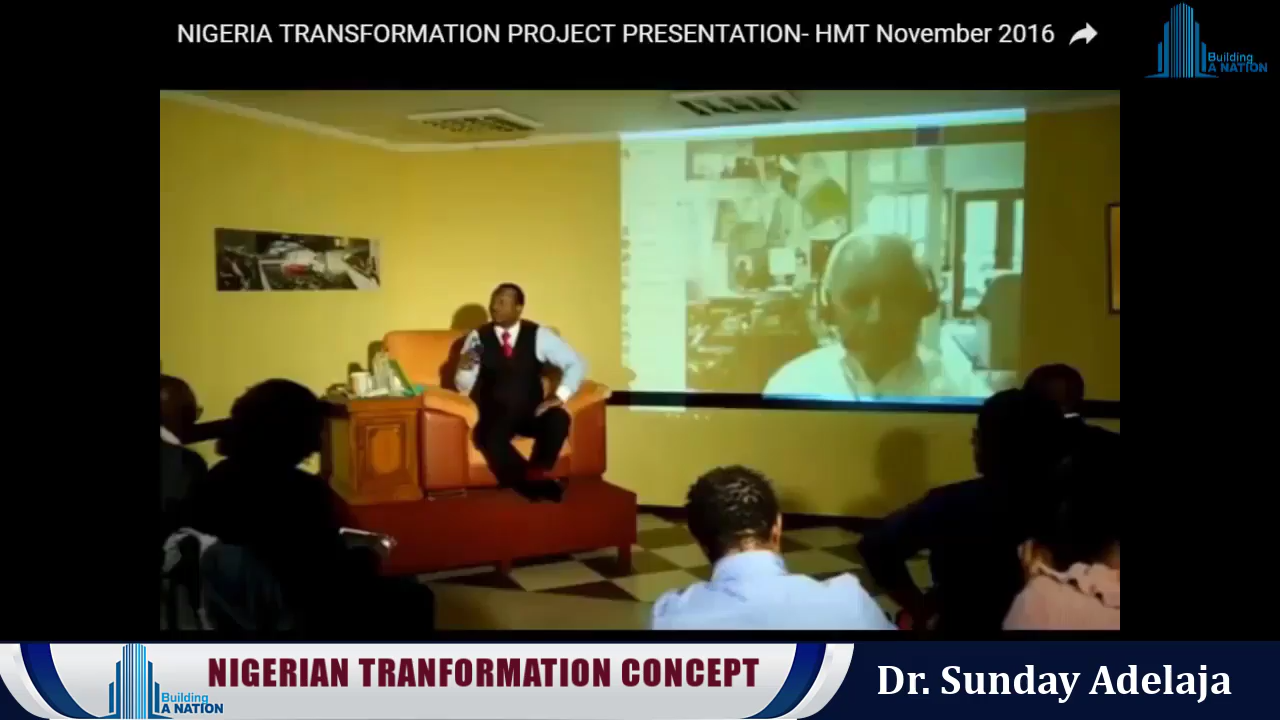 NIGERIA TRANSFORMATION PROJECT PRESENTATION- HMT November 2016
Building
A NATION
NIGERIAN TRANFORMATION CONCEPT
Building
A NATION
Dr. Sunday Adelaja